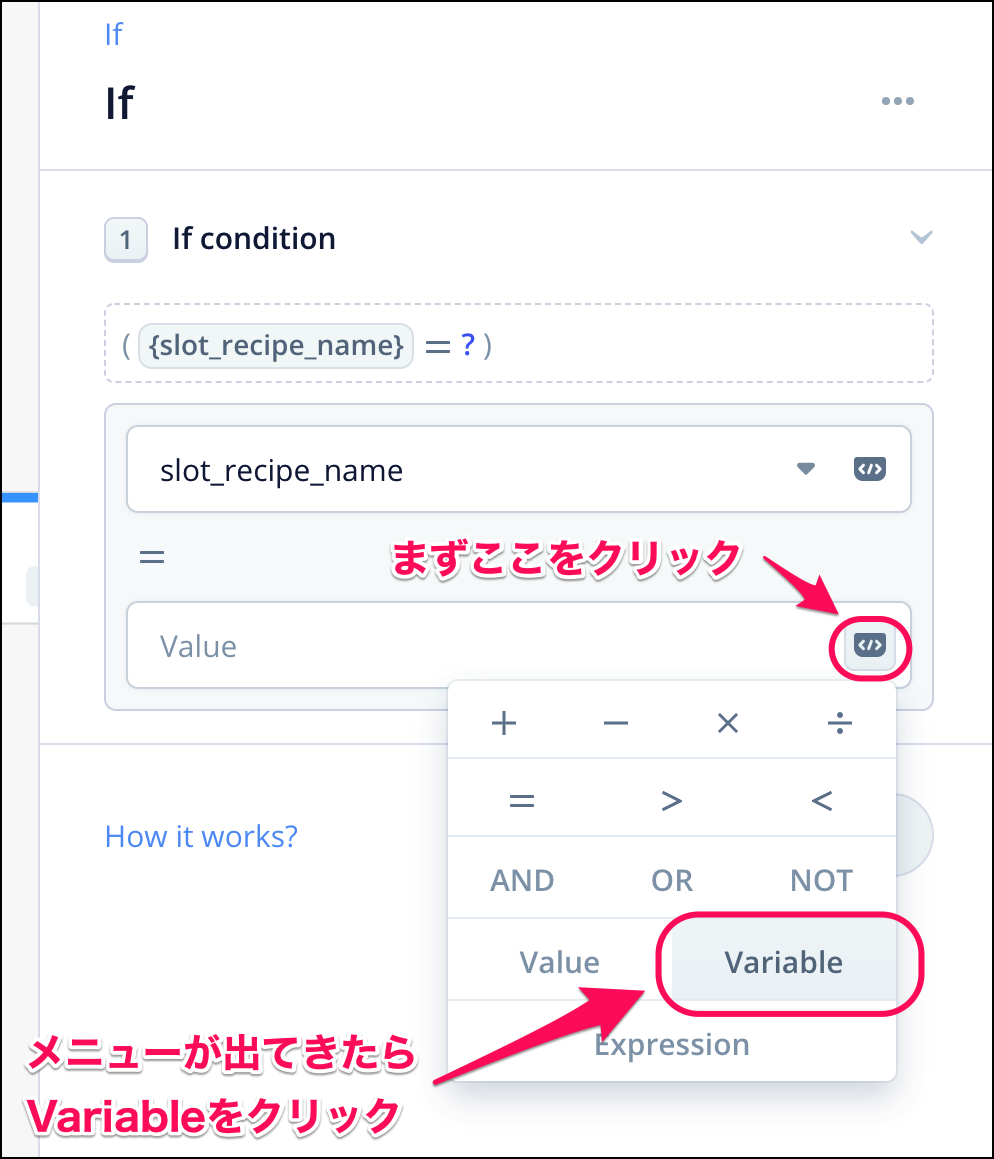 If
If
1 If condition
( {slot_recipe_name} = ? )
slot_recipe_name
=
まずここをクリック
Value
+ − × ÷
= > <
How it works?
AND OR NOT
Value Variable
Expression
メニューが出てきたら
Variableをクリック